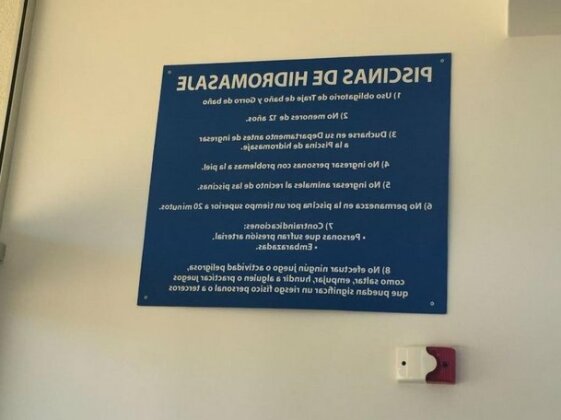 PISCINAS DE HIDROMASAJE
1) Uso obligatorio de Traje de baño y Gorro de baño
2) No menores de 12 años.
3) Ducharse en su Departamento antes de ingresar
a la Piscina de hidromasaje.
4) No ingresar personas con problemas a la piel.
5) No ingresar animales al recinto de las piscinas.
6) No permanezca en la piscina por un tiempo superior a 20 minutos.
7) Contraindicaciones:
• Personas que sufran presión arterial.
• Embarazadas.
8) No efectuar ningún juego o actividad peligrosa,
como saltar, empujar, hundir a alguien o practicar juegos
que puedan significar un riesgo físico personal o a terceros